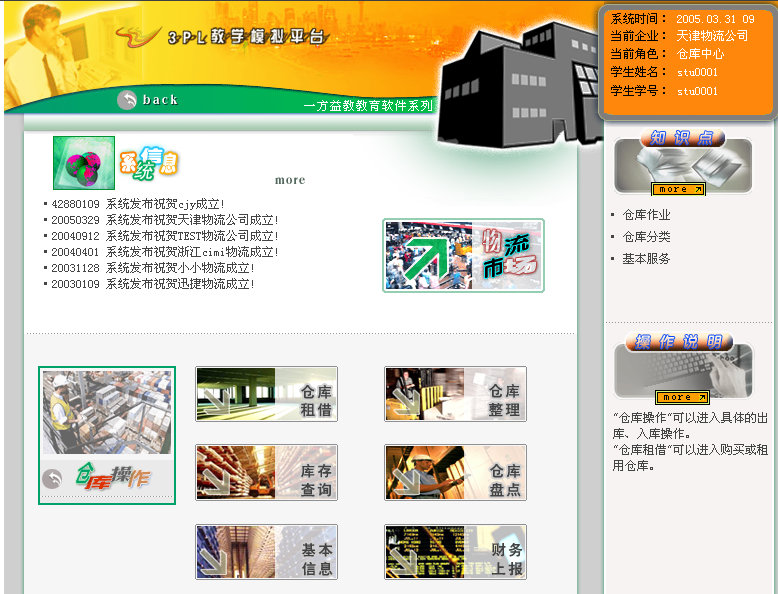 3-PL教学模拟平台
back
一方益教教育软件系列
系统时间： 2005.03.31 09
当前企业： 天津物流公司
当前角色： 仓库中心
学生姓名： stu0001
学生学号： stu0001
系统信息
more
42880109 系统发布祝贺cjy成立!
20050329 系统发布祝贺天津物流公司成立!
20040912 系统发布祝贺TEST物流公司成立!
20040401 系统发布祝贺浙江cimi物流成立!
20031128 系统发布祝贺小小物流成立!
20030109 系统发布祝贺迅捷物流成立!
物流
市场
仓库操作
仓库
租借
仓库
整理
库存
查询
仓库
盘点
基本
信息
财务
上报
知识点
more
仓库作业
仓库分类
基本服务
操作说明
more
“仓库操作”可以进入具体的出
库、入库操作。
“仓库租借”可以进入购买或租
用仓库。